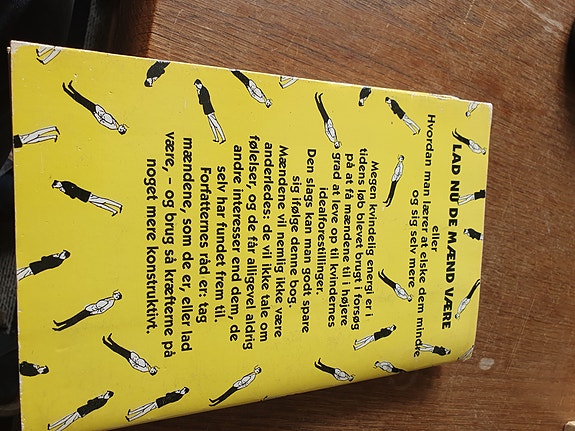 LAD NU DE MÆND VÆRE
eller
Hvordan man lærer at elske dem mindre
og sig selv mere
Megen kvindelig energi er i
tidens løb blevet brugt i forsøg
på at få mændene til i højere
grad at leve op til kvindernes
idealforestillinger.
Den slags kan man godt spare
sig ifølge denne bog.
Mændene vil nemlig ikke være
anderledes: de vil ikke tale om
følelser, og de får alligevel aldrig
andre interesser end dem, de
selv har fundet frem til.
Forfatternes råd er: tag
mændene, som de er, eller lad
være, – og brug så kræfterne på
noget mere konstruktivt.